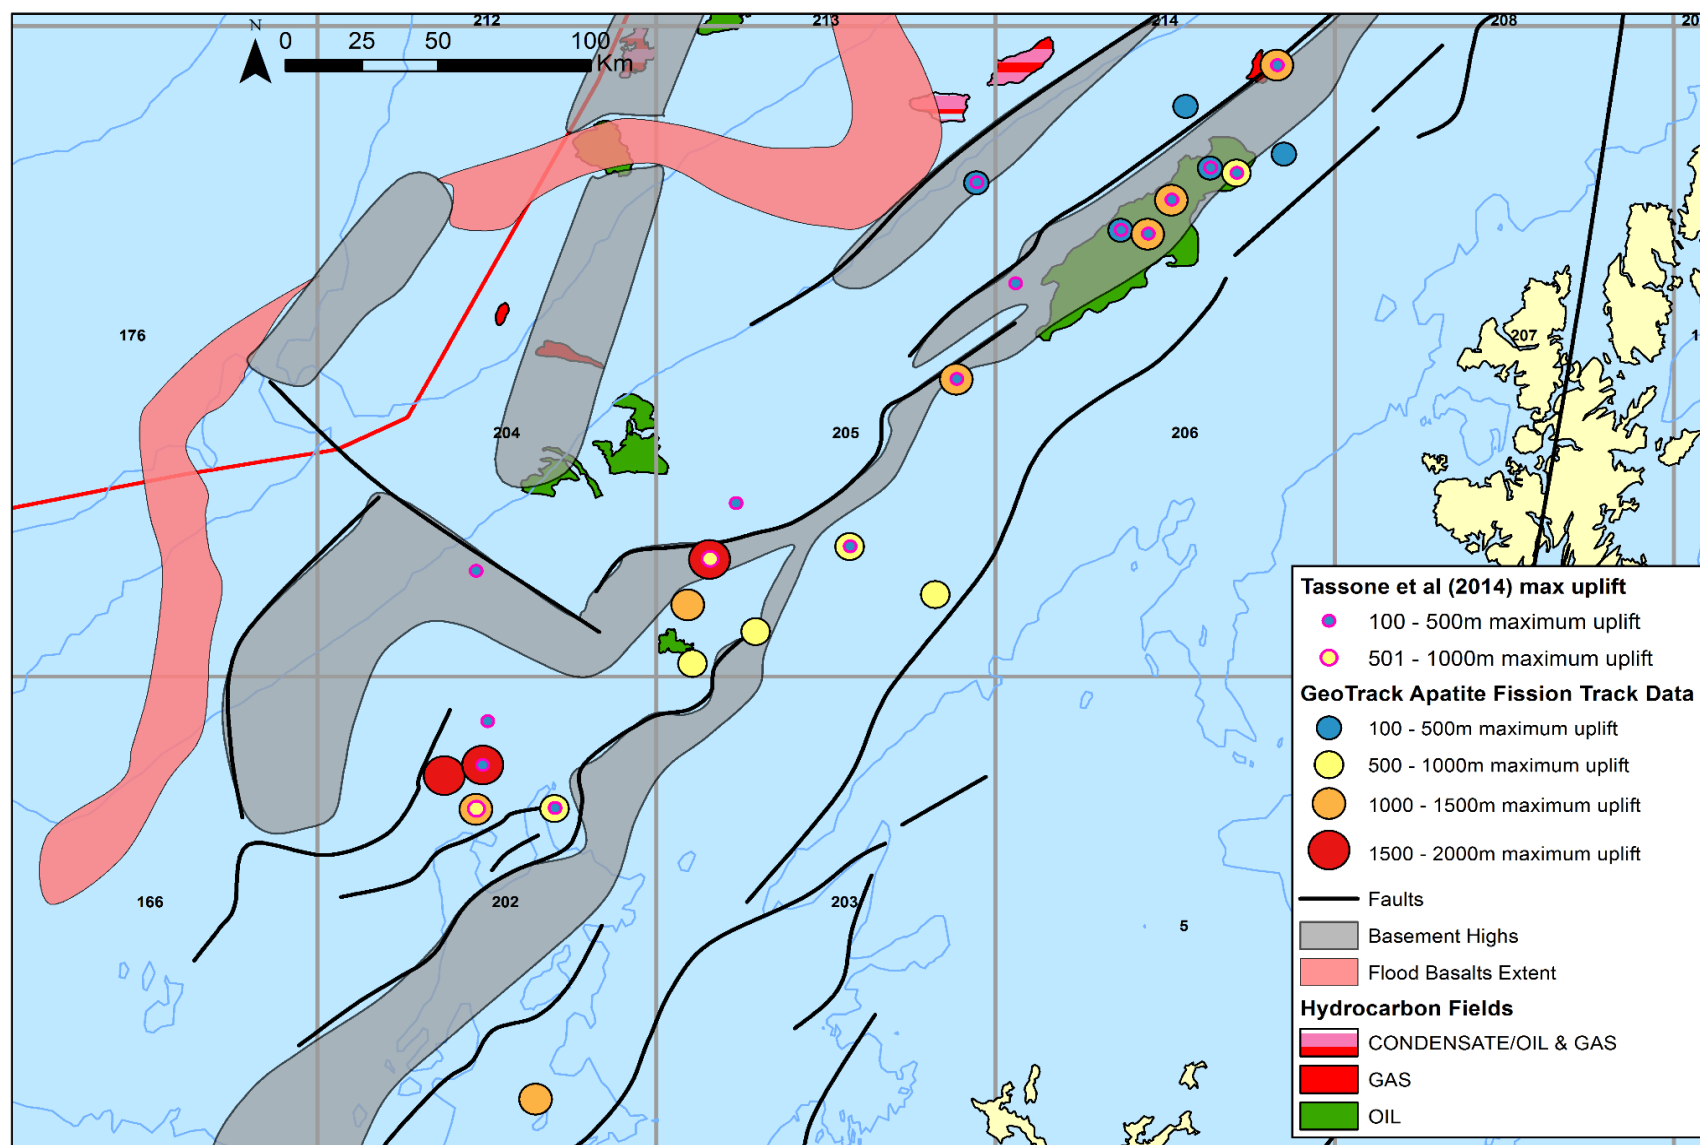 212
213
214
208
20
N
0 25 50 100
Km
176
207
1
204
205
206
166
202
203
5
Tassone et al (2014) max uplift
100 - 500m maximum uplift
501 - 1000m maximum uplift
GeoTrack Apatite Fission Track Data
100 - 500m maximum uplift
500 - 1000m maximum uplift
1000 - 1500m maximum uplift
1500 - 2000m maximum uplift
Faults
Basement Highs
Flood Basalts Extent
Hydrocarbon Fields
CONDENSATE/OIL & GAS
GAS
OIL